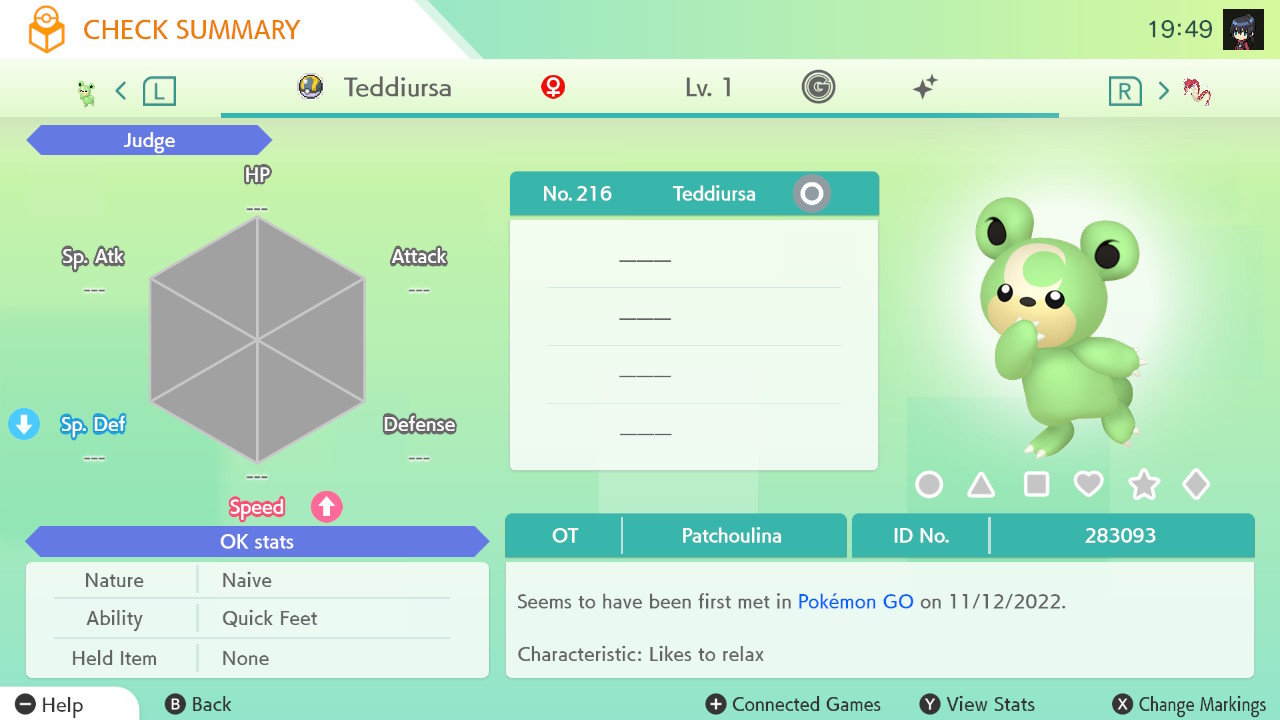 CHECK SUMMARY
19:49
L
Teddiursa
Lv. 1
G
R
Judge
HP
---
Sp. Atk
---
Attack
---
Sp. Def
---
Defense
---
---
Speed
OK stats
Nature Naive
Ability Quick Feet
Held Item None
No. 216 Teddiursa
———
———
———
———
OT Patchoulina
ID No. 283093
Seems to have been first met in Pokémon GO on 11/12/2022.
Characteristic: Likes to relax
Help
B Back
Connected Games
Y View Stats
X Change Markings